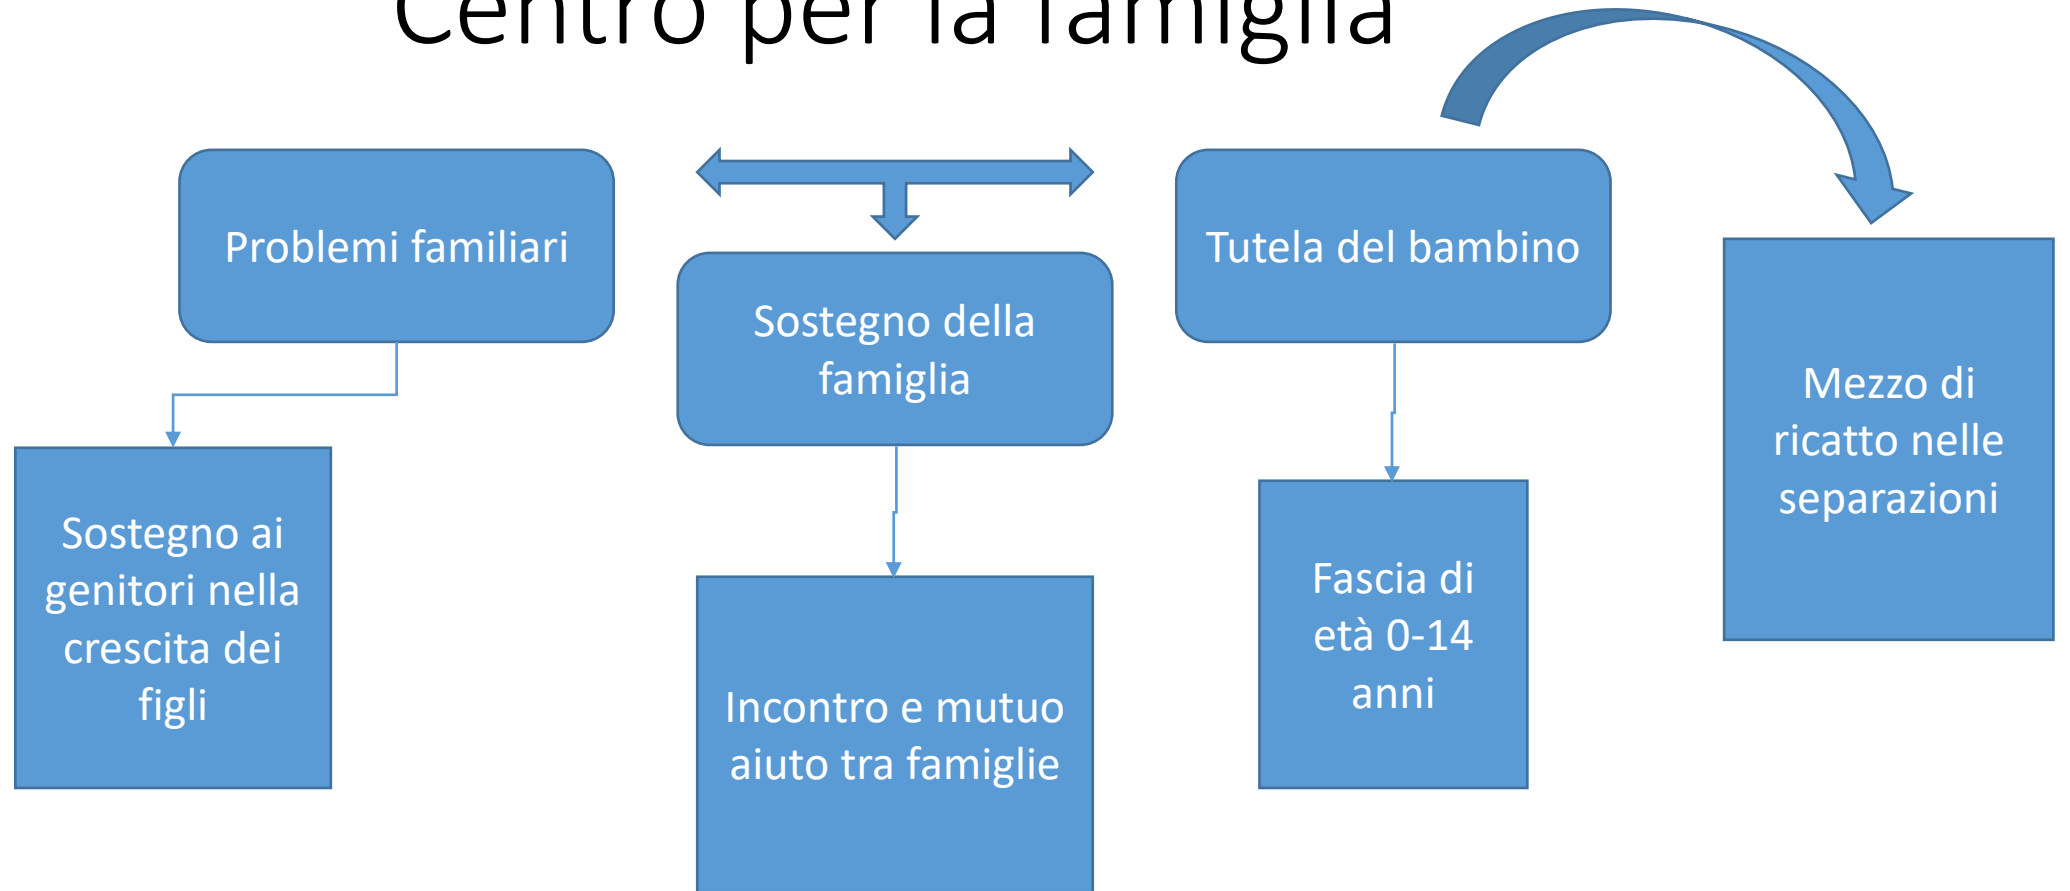 Centro per la famiglia
Problemi familiari
Sostegno della
famiglia
Tutela del bambino
Mezzo di
ricatto nelle
separazioni
Sostegno ai
genitori nella
crescita dei
figli
Incontro e mutuo
aiuto tra famiglie
Fascia di
età 0-14
anni